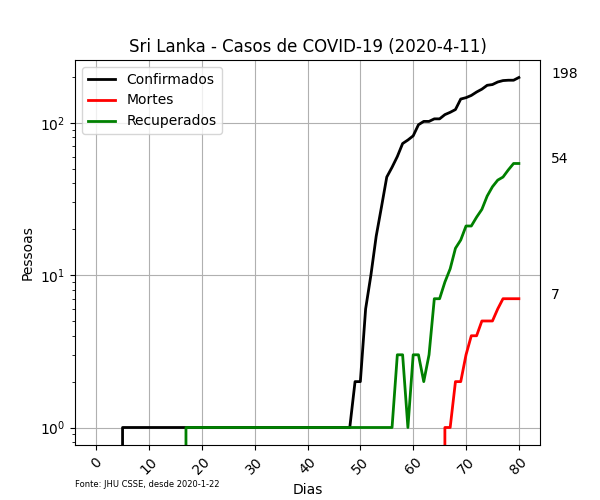 Sri Lanka - Casos de COVID-19 (2020-4-11)
Confirmados
Mortes
Recuperados
198
54
7
Pessoas
10²
10¹
10⁰
0 10 20 30 40 50 60 70 80
Dias
Fonte: JHU CSSE, desde 2020-1-22